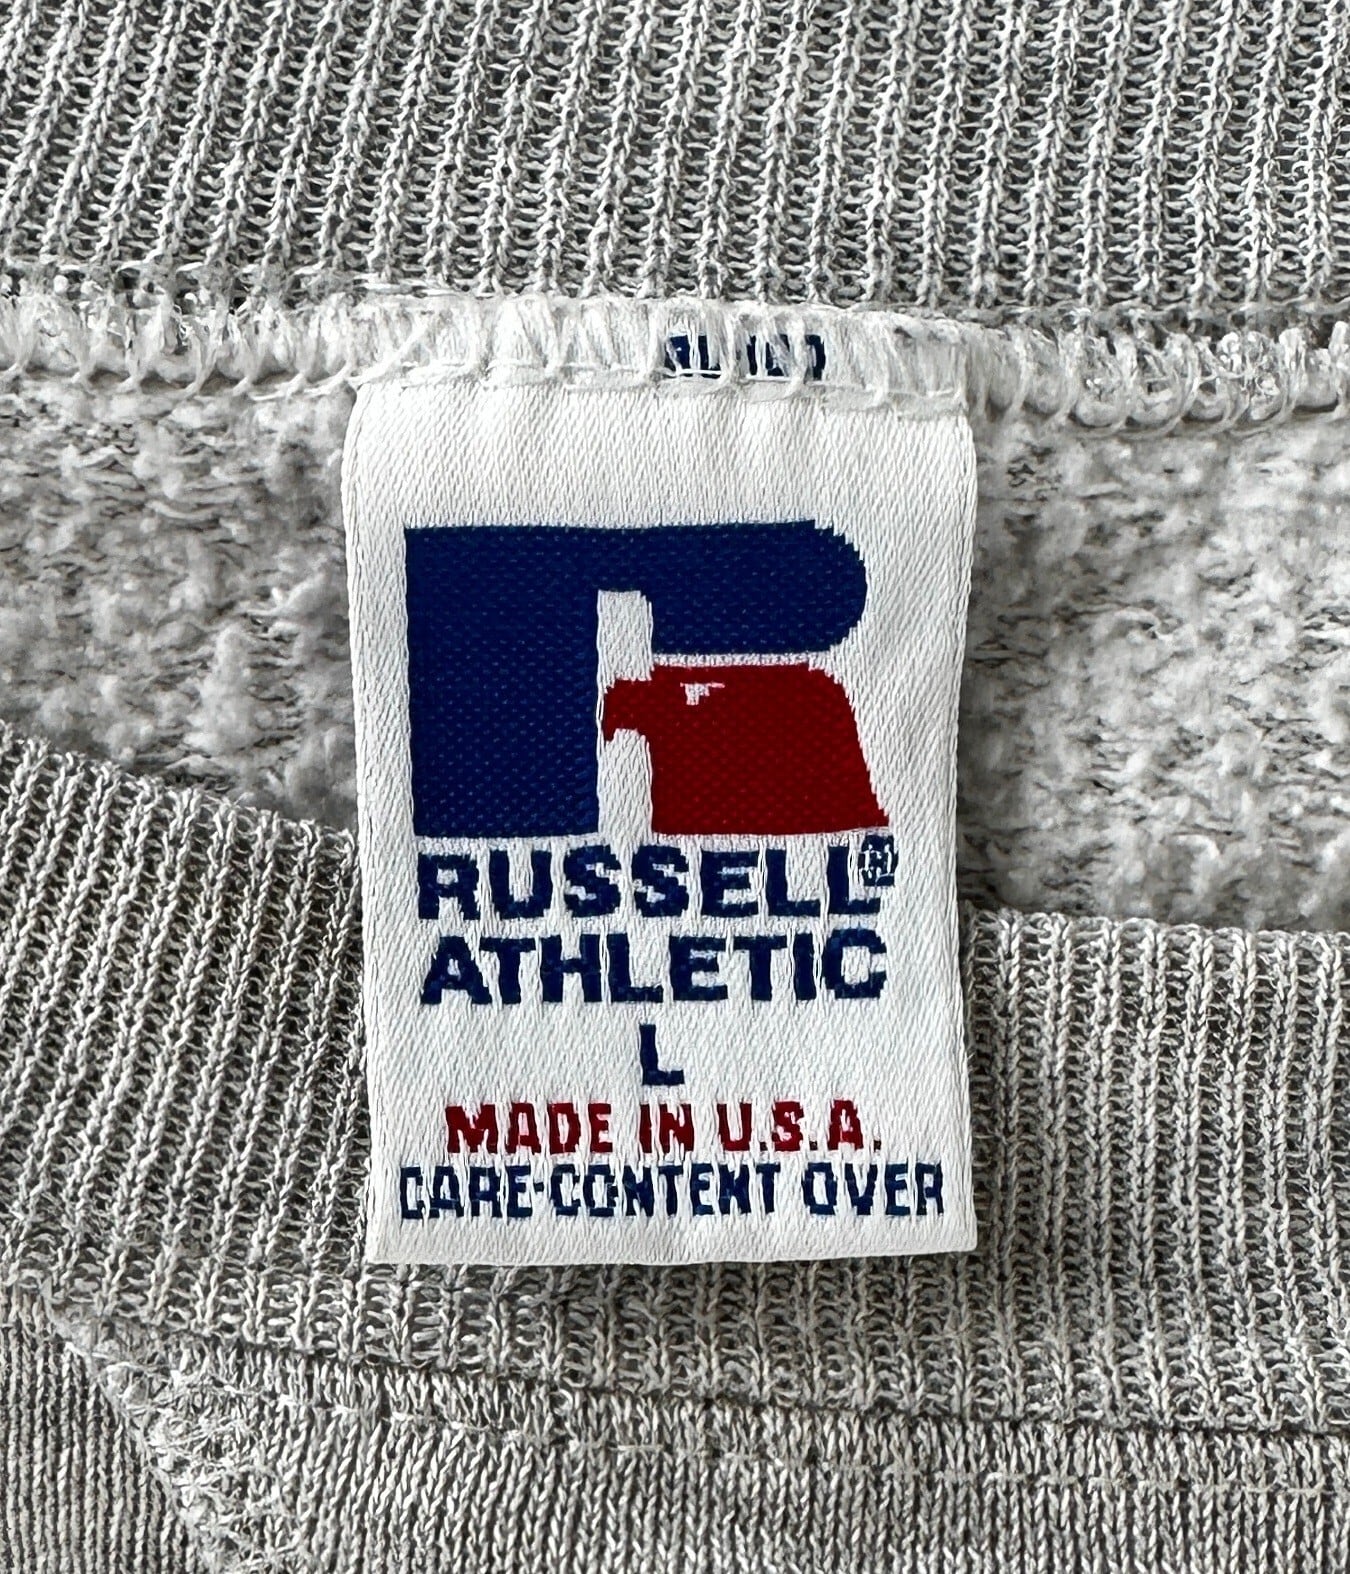 RUSSELL®
ATHLETIC
L
MADE IN U.S.A.
CARE-CONTENT OVER